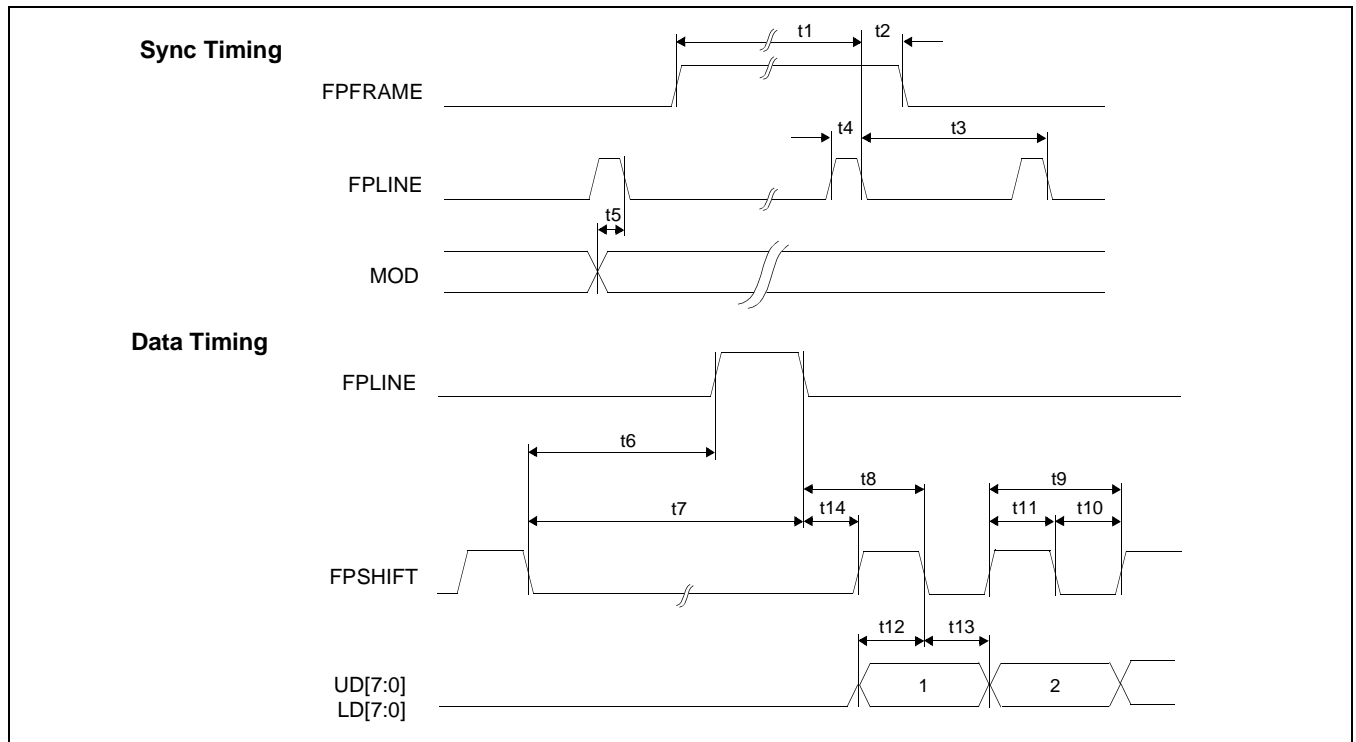 Sync Timing
t1
t2
FPFRAME
t4
t3
FPLINE
t5
MOD
Data Timing
FPLINE
t6
t8
t9
t7
t14
t11
t10
FPSHIFT
t12
t13
UD[7:0]
1
2
LD[7:0]